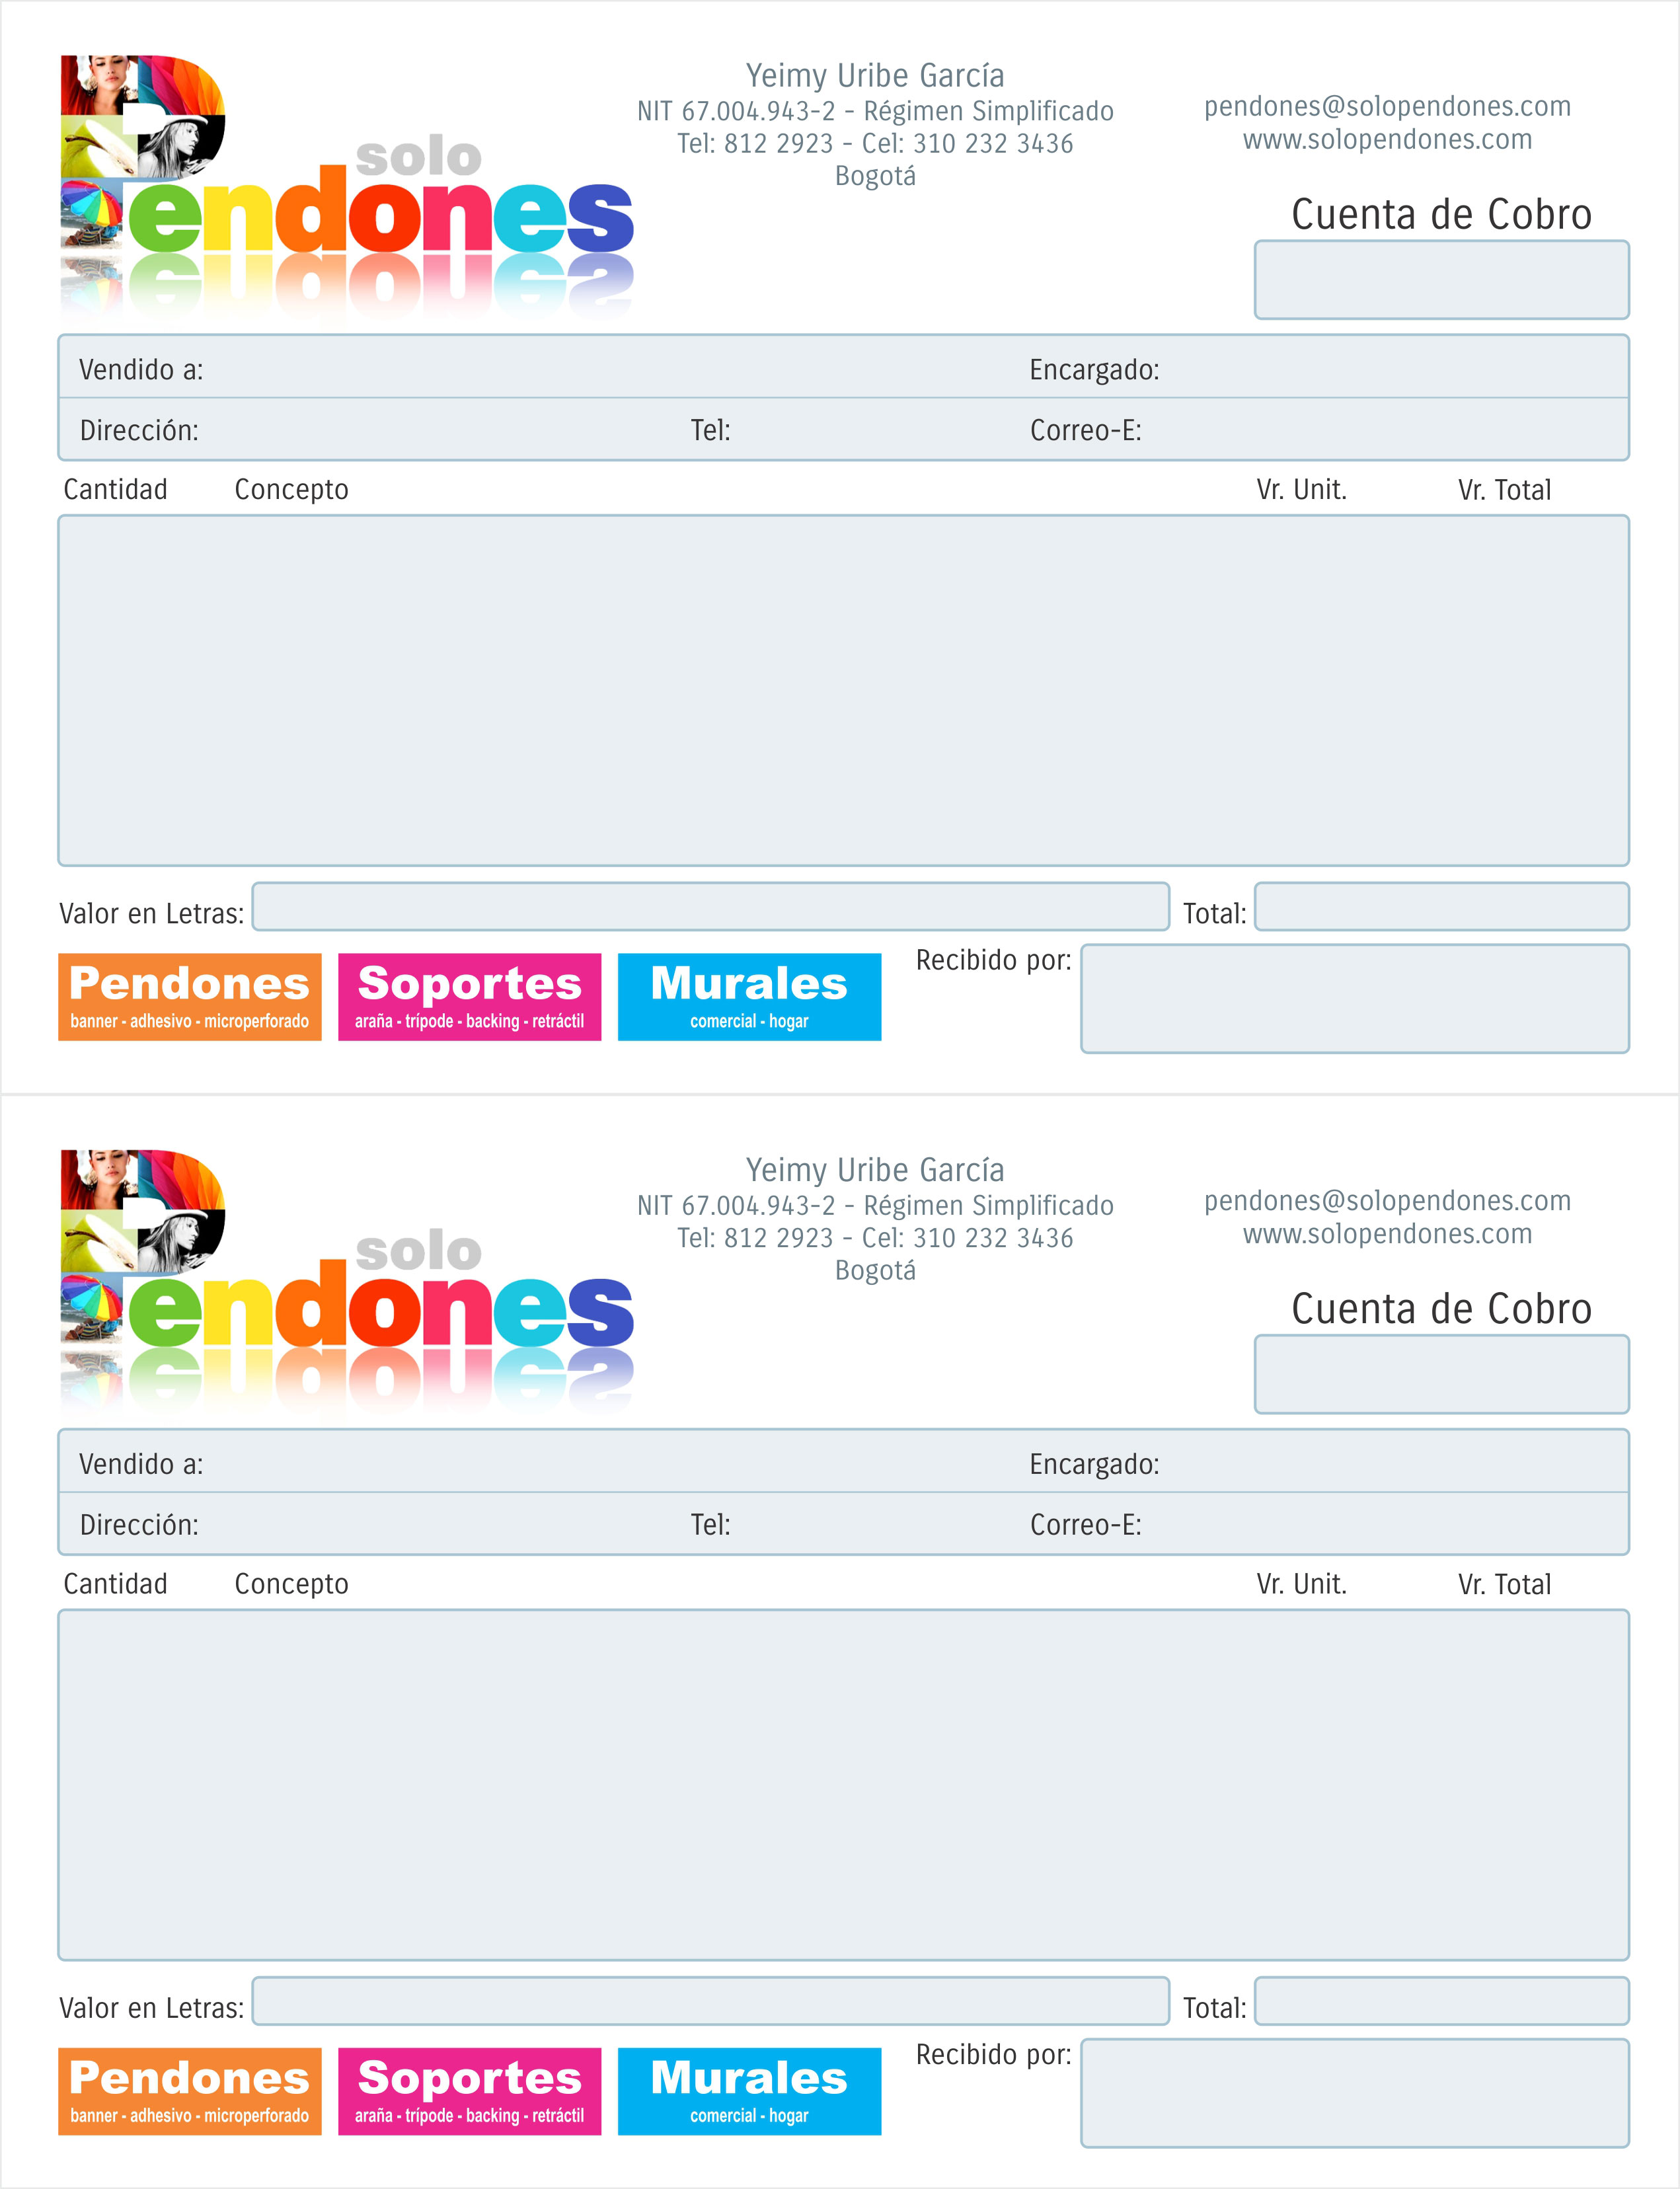 solo
Pendones
Yeimy Uribe García
NIT 67.004.943-2 - Régimen Simplificado
Tel: 812 2923 - Cel: 310 232 3436
Bogotá
pendones@solopendones.com
www.solopendones.com
Cuenta de Cobro
Vendido a: Encargado:
Dirección: Tel: Correo-E:
Cantidad Concepto Vr. Unit. Vr. Total
Valor en Letras: Total:
Recibido por:
Pendones
banner - adhesivo - microperforado
Soportes
araña - trípode - backing - retráctil
Murales
comercial - hogar
solo
Pendones
Yeimy Uribe García
NIT 67.004.943-2 - Régimen Simplificado
Tel: 812 2923 - Cel: 310 232 3436
Bogotá
pendones@solopendones.com
www.solopendones.com
Cuenta de Cobro
Vendido a: Encargado:
Dirección: Tel: Correo-E:
Cantidad Concepto Vr. Unit. Vr. Total
Valor en Letras: Total:
Recibido por:
Pendones
banner - adhesivo - microperforado
Soportes
araña - trípode - backing - retráctil
Murales
comercial - hogar